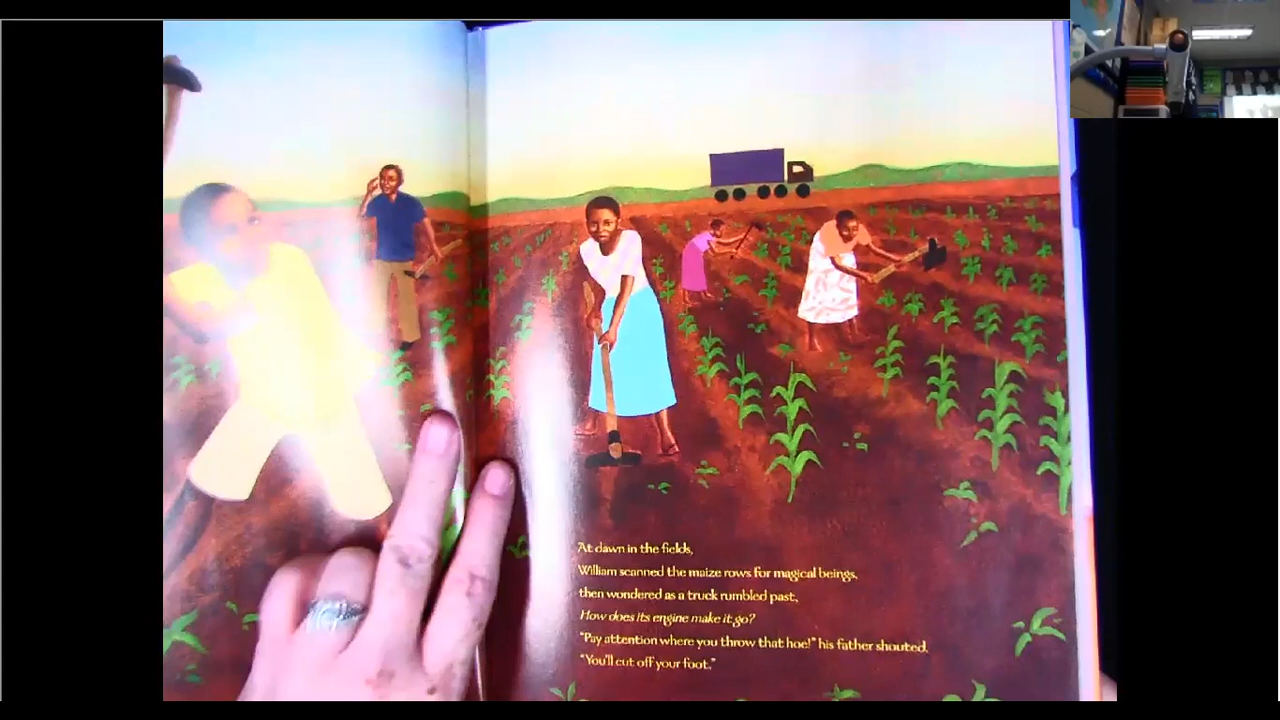 At dawn in the fields,
William scanned the maize rows for magical beings,
then wondered as a truck rumbled past,
How does its engine make it go?
"Pay attention where you throw that hoe!" his father shouted.
"You'll cut off your foot."